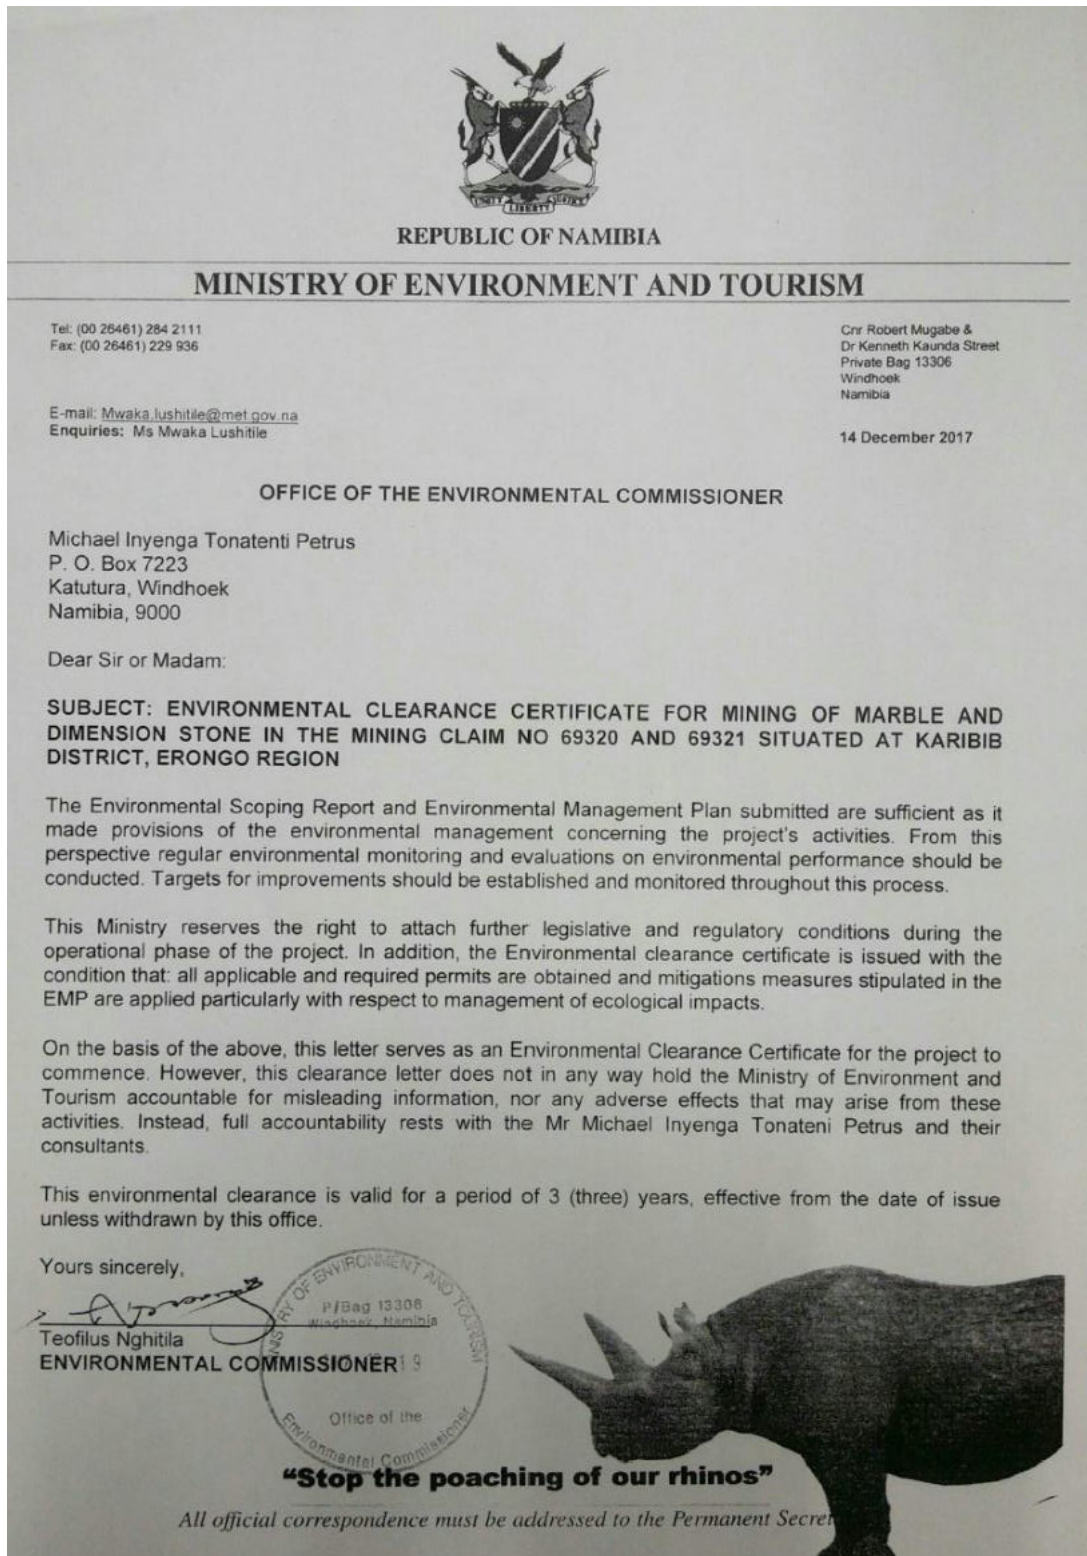 UNITY LIBERTY JUSTICE
REPUBLIC OF NAMIBIA
MINISTRY OF ENVIRONMENT AND TOURISM
Tel: (00 26461) 284 2111
Fax: (00 26461) 229 936
Cnr Robert Mugabe &
Dr Kenneth Kaunda Street
Private Bag 13306
Windhoek
Namibia
E-mail: Mwaka.lushitile@met.gov.na
Enquiries: Ms Mwaka Lushitile
14 December 2017
OFFICE OF THE ENVIRONMENTAL COMMISSIONER
Michael Inyenga Tonatenti Petrus
P. O. Box 7223
Katutura, Windhoek
Namibia, 9000
Dear Sir or Madam:
SUBJECT: ENVIRONMENTAL CLEARANCE CERTIFICATE FOR MINING OF MARBLE AND
DIMENSION STONE IN THE MINING CLAIM NO 69320 AND 69321 SITUATED AT KARIBIB
DISTRICT, ERONGO REGION
The Environmental Scoping Report and Environmental Management Plan submitted are sufficient as it
made provisions of the environmental management concerning the project's activities. From this
perspective regular environmental monitoring and evaluations on environmental performance should be
conducted. Targets for improvements should be established and monitored throughout this process.
This Ministry reserves the right to attach further legislative and regulatory conditions during the
operational phase of the project. In addition, the Environmental clearance certificate is issued with the
condition that: all applicable and required permits are obtained and mitigations measures stipulated in the
EMP are applied particularly with respect to management of ecological impacts.
On the basis of the above, this letter serves as an Environmental Clearance Certificate for the project to
commence. However, this clearance letter does not in any way hold the Ministry of Environment and
Tourism accountable for misleading information, nor any adverse effects that may arise from these
activities. Instead, full accountability rests with the Mr Michael Inyenga Tonateni Petrus and their
consultants.
This environmental clearance is valid for a period of 3 (three) years, effective from the date of issue
unless withdrawn by this office.
Yours sincerely,
Teofilus Nghitila
ENVIRONMENTAL COMMISSIONER
NISTRY OF ENVIRONMENT AND TOURISM
P/Bag 13306
Windhoek, Namibia
Office of the
Environmental Commissioner
"Stop the poaching of our rhinos"
All official correspondence must be addressed to the Permanent Secret